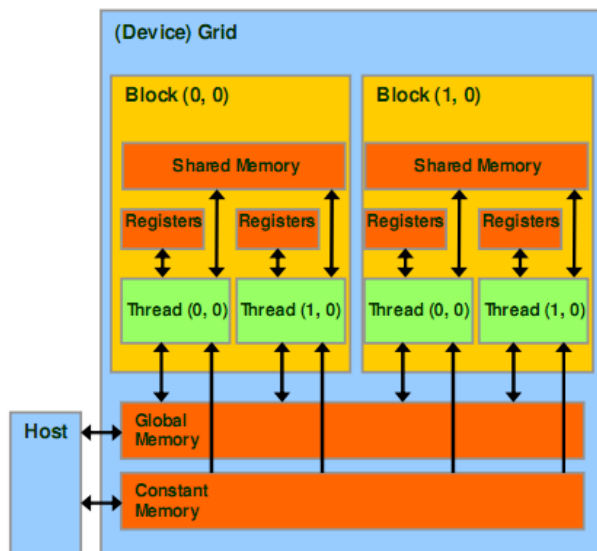 (Device) Grid
Block (0, 0)
Block (1, 0)
Shared Memory
Shared Memory
Registers
Registers
Registers
Registers
Thread (0, 0)
Thread (1, 0)
Thread (0, 0)
Thread (1, 0)
Host
Global
Memory
Constant
Memory